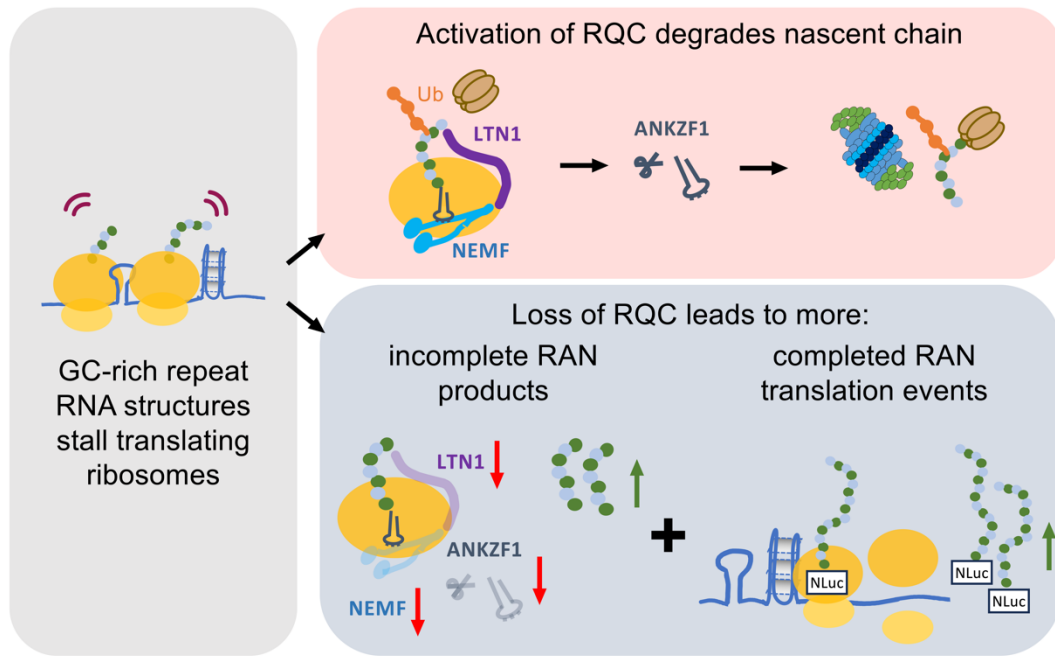 GC-rich repeat
RNA structures
stall translating
ribosomes
Activation of RQC degrades nascent chain
Ub
LTN1
NEMF
ANKZF1
Loss of RQC leads to more:
incomplete RAN
products
LTN1
ANKZF1
NEMF
+
completed RAN
translation events
NLuc
NLuc
NLuc